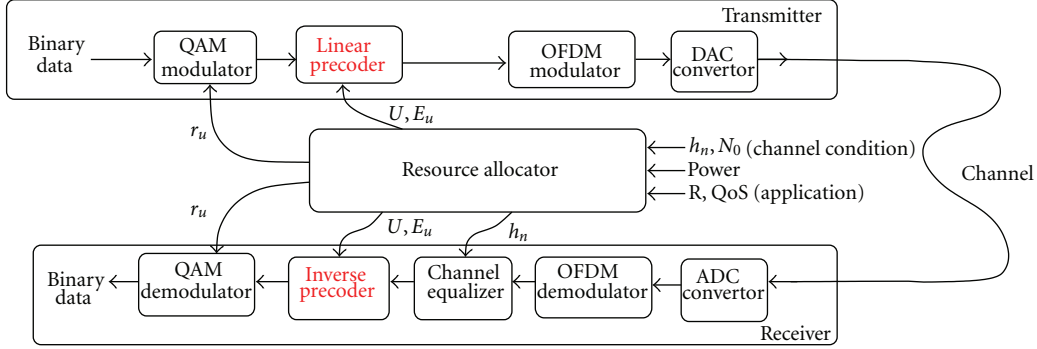 Transmitter
Binary
data
QAM
modulator
Linear
precoder
OFDM
modulator
DAC
convertor
r_u
U, E_u
Resource allocator
h_n, N_0 (channel condition)
Power
R, QoS (application)
Channel
r_u
U, E_u
h_n
Binary
data
QAM
demodulator
Inverse
precoder
Channel
equalizer
OFDM
demodulator
ADC
convertor
Receiver